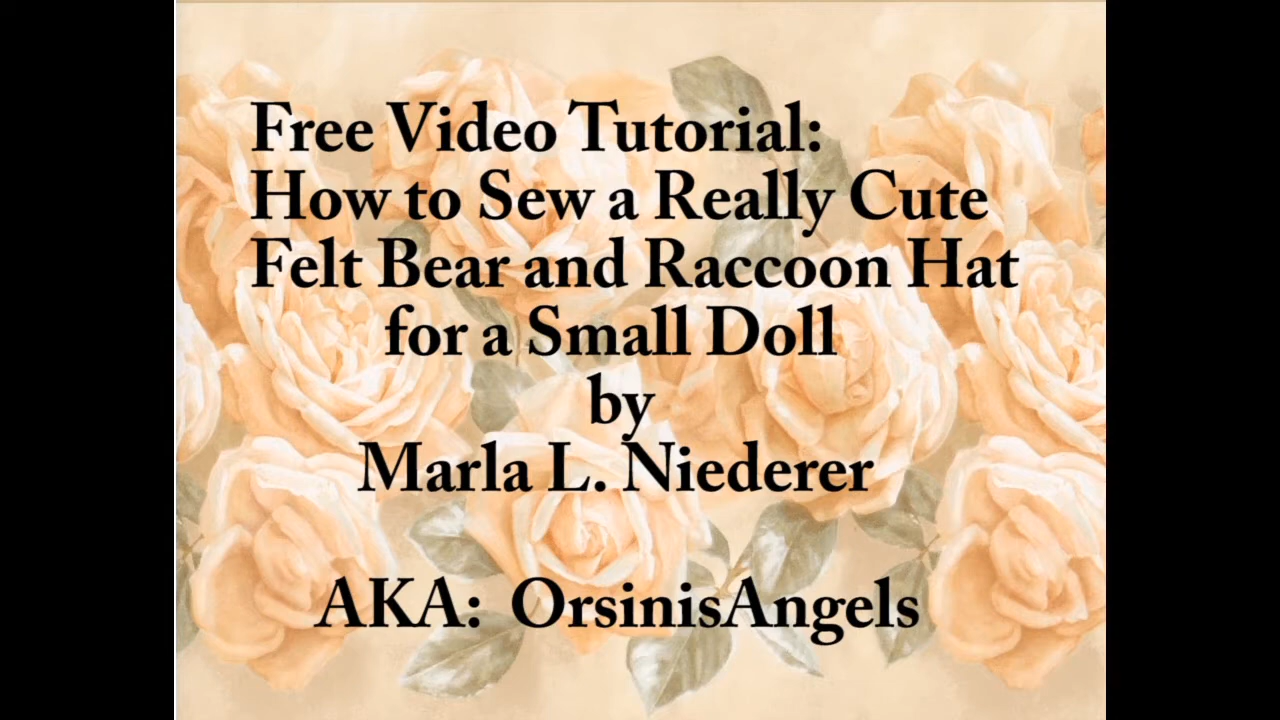 Free Video Tutorial:
How to Sew a Really Cute
Felt Bear and Raccoon Hat
for a Small Doll
by
Marla L. Niederer
AKA: OrsinisAngels